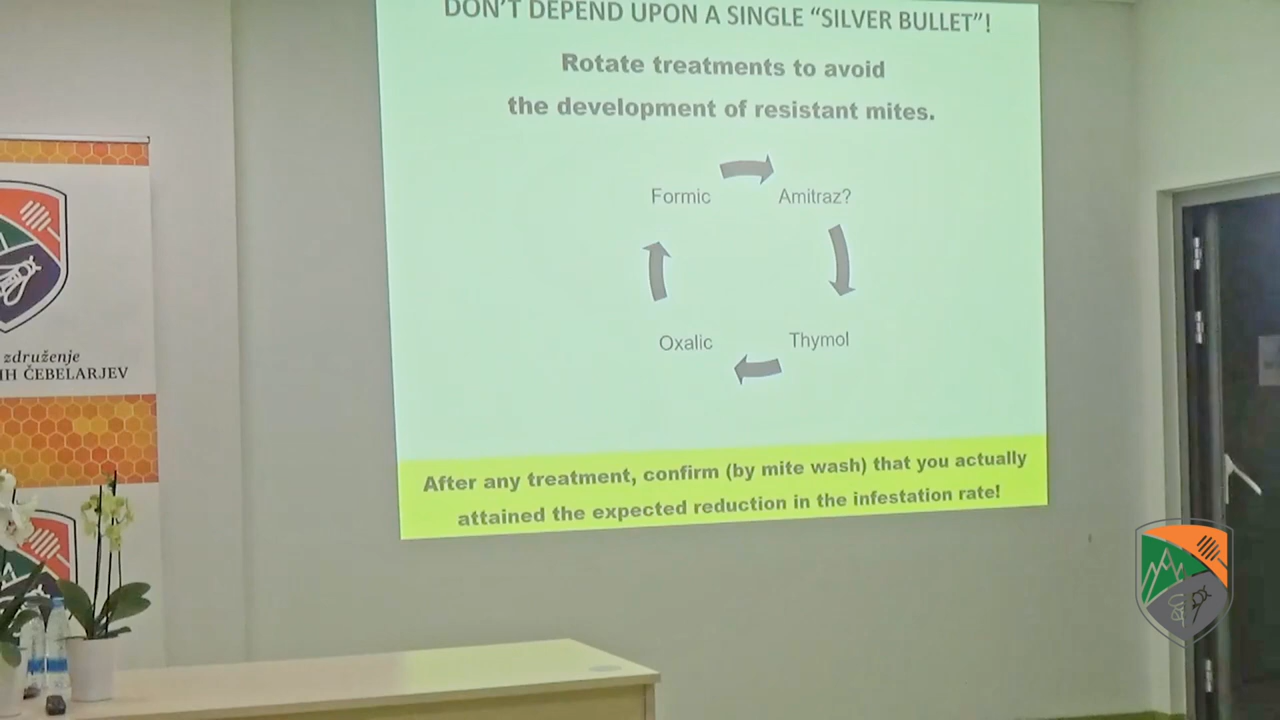 DON'T DEPEND UPON A SINGLE “SILVER BULLET”!
Rotate treatments to avoid
the development of resistant mites.
Formic
Amitraz?
Oxalic
Thymol
After any treatment, confirm (by mite wash) that you actually
attained the expected reduction in the infestation rate!
združenje
ČEBELARJEV